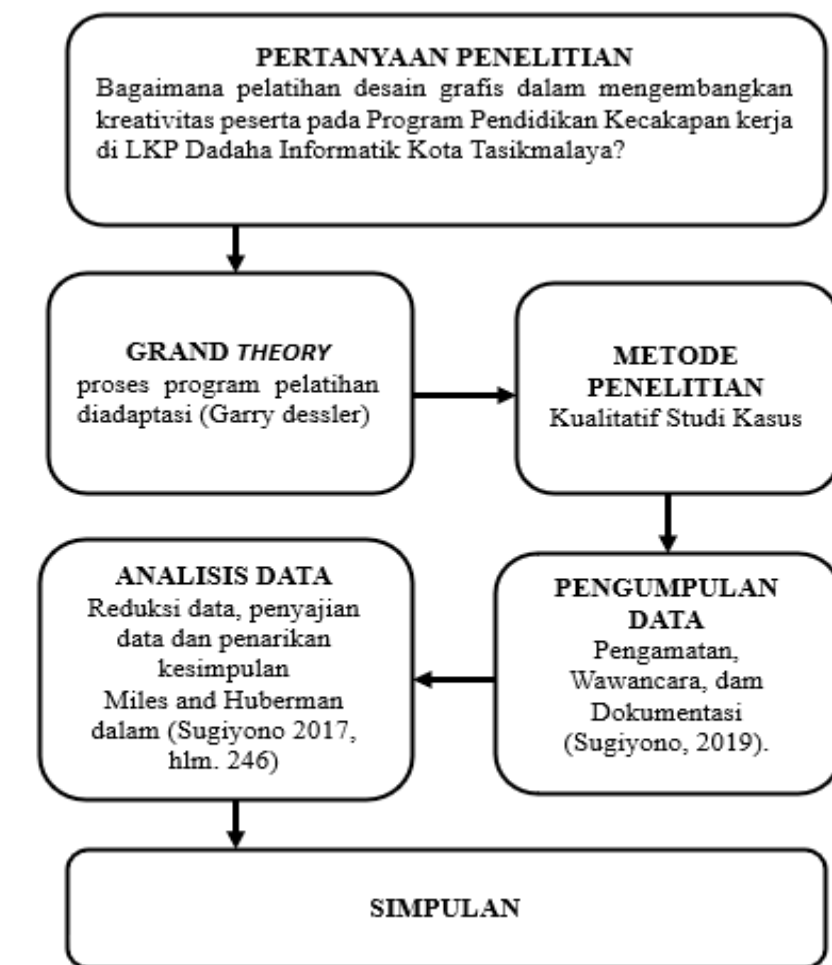 PERTANYAAN PENELITIAN
Bagaimana pelatihan desain grafis dalam mengembangkan
kreativitas peserta pada Program Pendidikan Kecakapan kerja
di LKP Dadaha Informatik Kota Tasikmalaya?
GRAND THEORY
proses program pelatihan
diadaptasi (Garry dessler)
METODE
PENELITIAN
Kualitatif Studi Kasus
PENGUMPULAN
DATA
Pengamatan,
Wawancara, dam
Dokumentasi
(Sugiyono, 2019).
ANALISIS DATA
Reduksi data, penyajian
data dan penarikan
kesimpulan
Miles and Huberman
dalam (Sugiyono 2017,
hlm. 246)
SIMPULAN